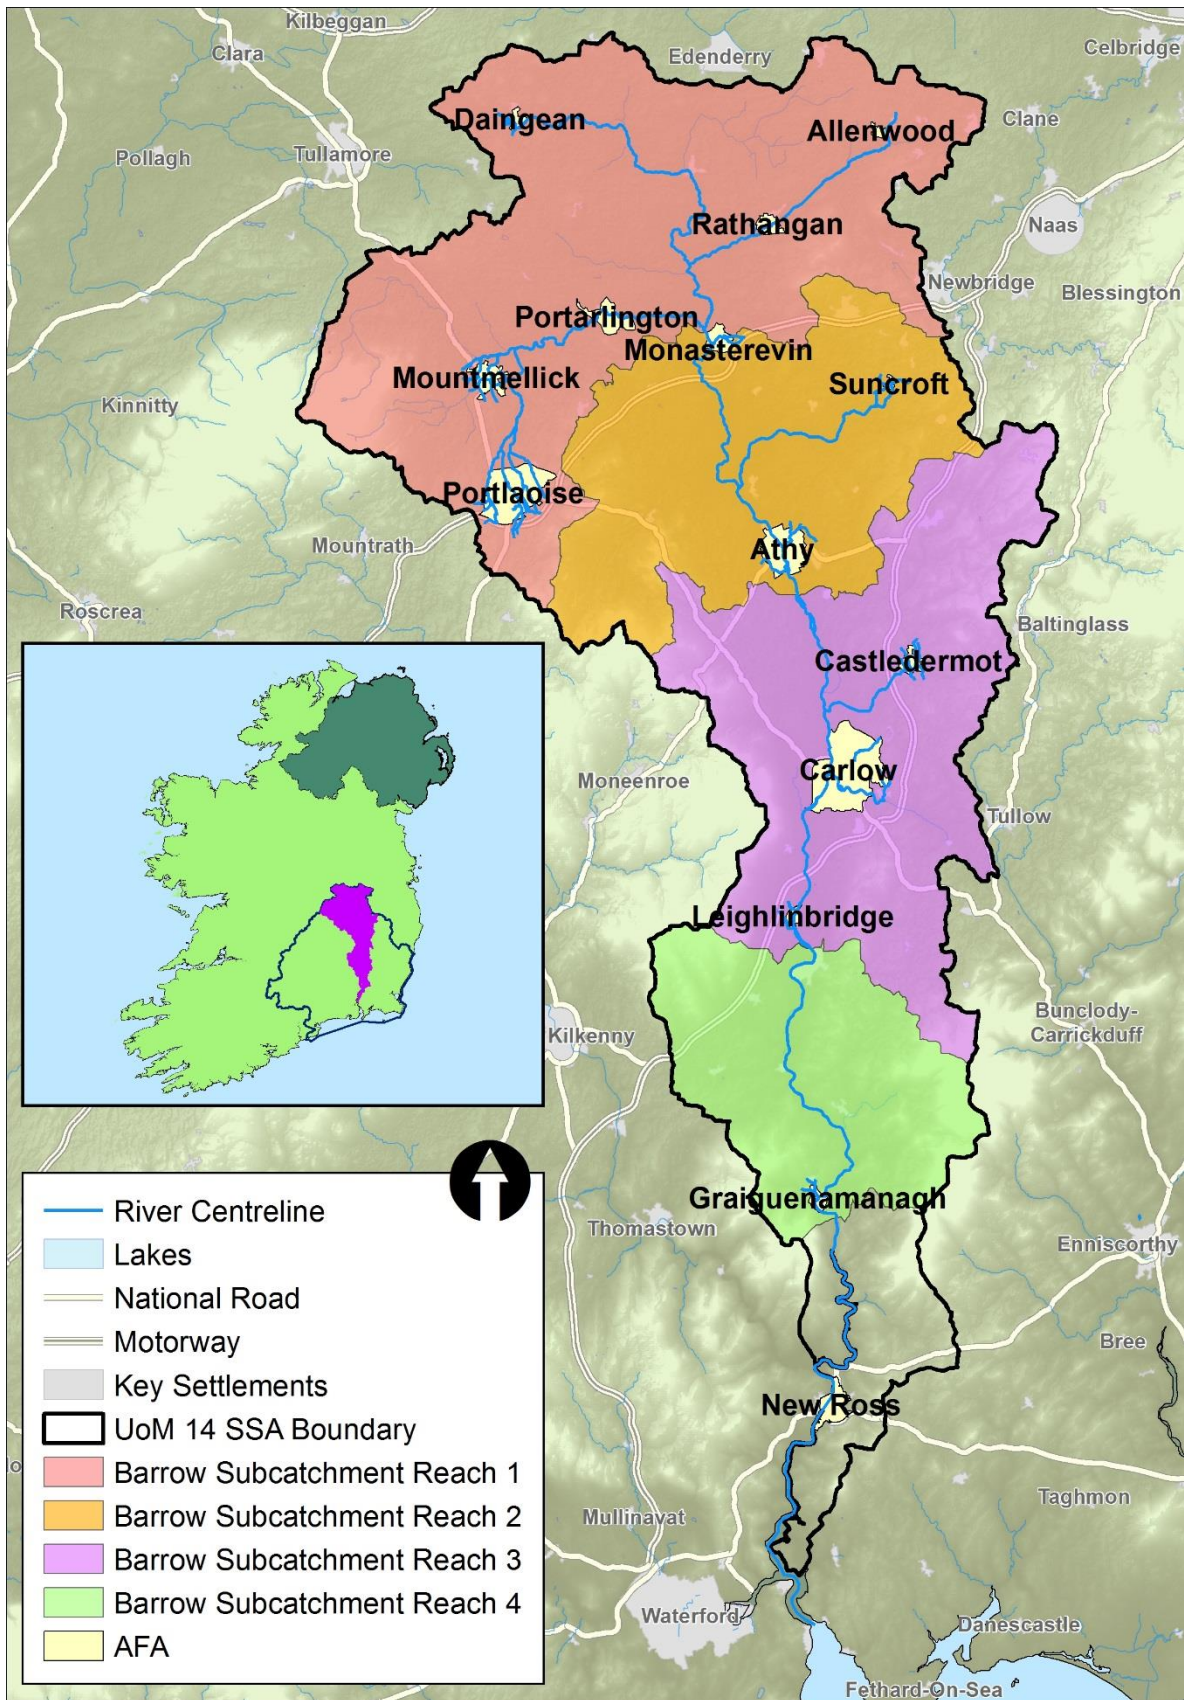 Kilbeggan
Clara
Edenderry
Celbridge
Daingean
Allenwood
Clane
Pollagh
Tullamore
Rathangan
Naas
Newbridge
Blessington
Portarlington
Monasterevin
Mountmellick
Suncroft
Kinnitty
Portlaoise
Mountrath
Athy
Roscrea
Baltinglass
Castledermot
Moneenroe
Carlow
Tullow
Leighlinbridge
Kilkenny
Bunclody-
Carrickduff
Graiguenamanagh
Thomastown
Enniscorthy
Bree
New Ross
Taghmon
Mullinavat
Waterford
Danescastle
Fethard-On-Sea
River Centreline
Lakes
National Road
Motorway
Key Settlements
UoM 14 SSA Boundary
Barrow Subcatchment Reach 1
Barrow Subcatchment Reach 2
Barrow Subcatchment Reach 3
Barrow Subcatchment Reach 4
AFA